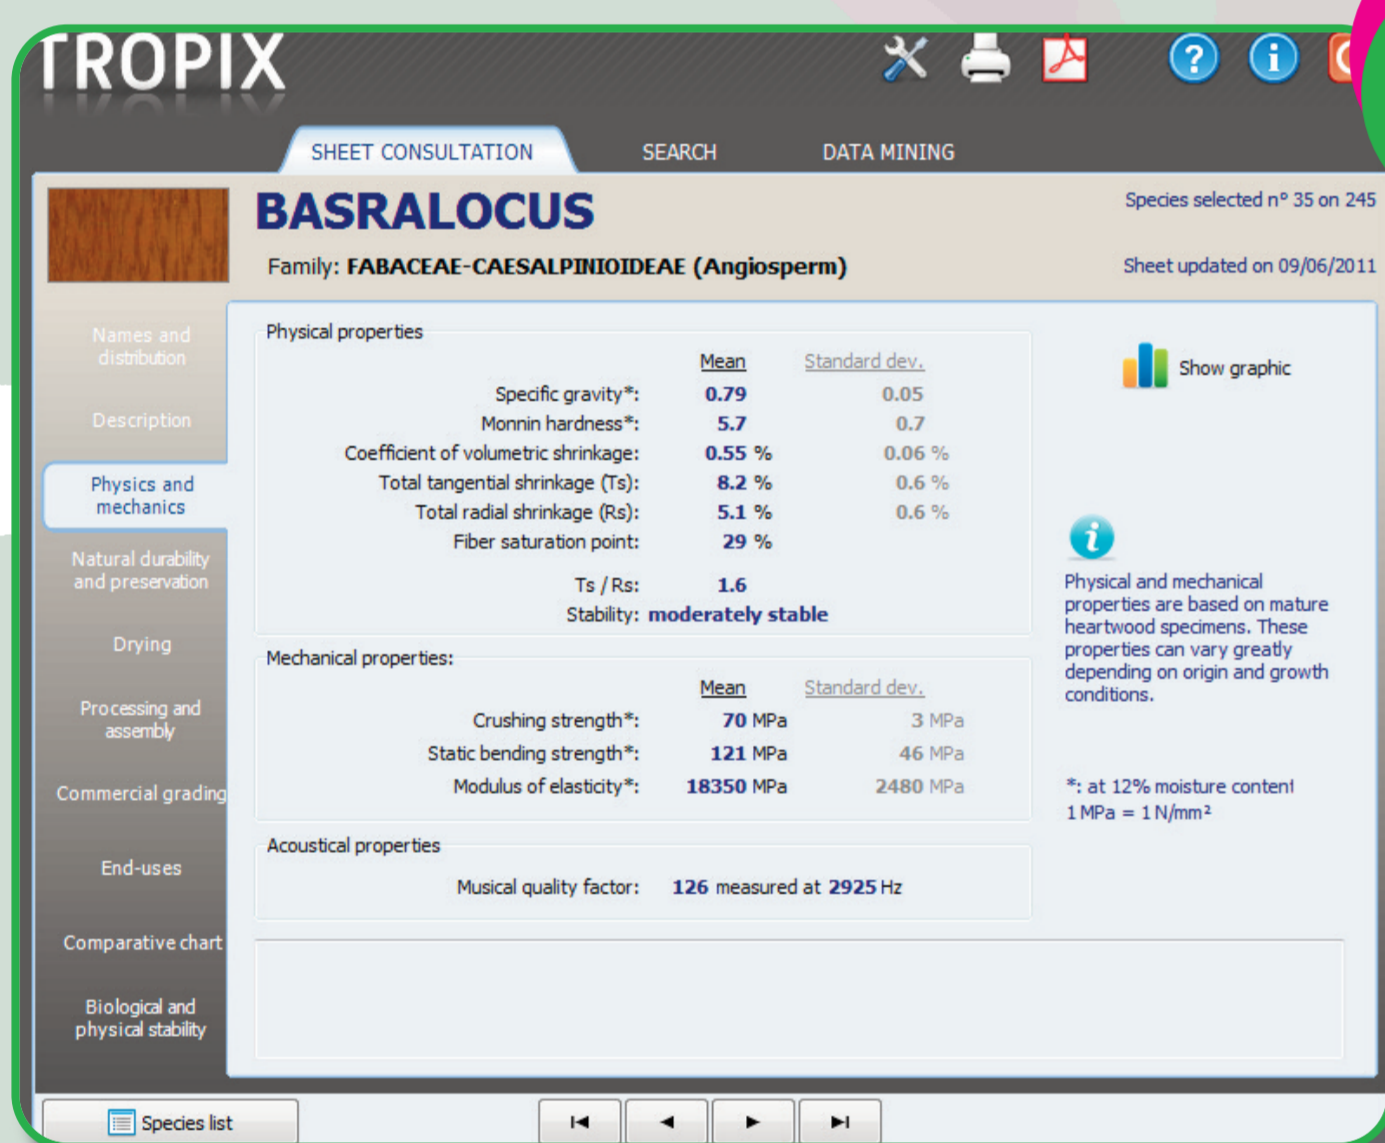 TROPIX
SHEET CONSULTATION SEARCH DATA MINING
BASRALOCUS
Species selected nº 35 on 245
Family: FABACEAE-CAESALPINIOIDEAE (Angiosperm)
Sheet updated on 09/06/2011
Names and
distribution
Description
Physics and
mechanics
Natural durability
and preservation
Drying
Processing and
assembly
Commercial grading
End-uses
Comparative chart
Biological and
physical stability
Physical properties
Mean Standard dev.
Specific gravity*: 0.79 0.05
Monnin hardness*: 5.7 0.7
Coefficient of volumetric shrinkage: 0.55 % 0.06 %
Total tangential shrinkage (Ts): 8.2 % 0.6 %
Total radial shrinkage (Rs): 5.1 % 0.6 %
Fiber saturation point: 29 %
Ts / Rs: 1.6
Stability: moderately stable
Mechanical properties:
Mean Standard dev.
Crushing strength*: 70 MPa 3 MPa
Static bending strength*: 121 MPa 46 MPa
Modulus of elasticity*: 18350 MPa 2480 MPa
Acoustical properties
Musical quality factor: 126 measured at 2925 Hz
Show graphic
Physical and mechanical
properties are based on mature
heartwood specimens. These
properties can vary greatly
depending on origin and growth
conditions.
*: at 12% moisture content
1 MPa = 1 N/mm²
Species list